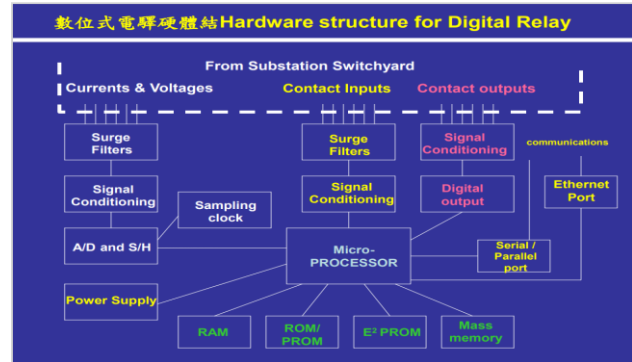 數位式電驛硬體結Hardware structure for Digital Relay
From Substation Switchyard
Currents & Voltages
Contact Inputs
Contact outputs
Surge
Filters
Surge
Filters
Signal
Conditioning
communications
Signal
Conditioning
Sampling
clock
Signal
Conditioning
Digital
output
Ethernet
Port
A/D and S/H
Micro-
PROCESSOR
Serial /
Parallel
port
Power Supply
RAM
ROM/
PROM
E² PROM
Mass
memory